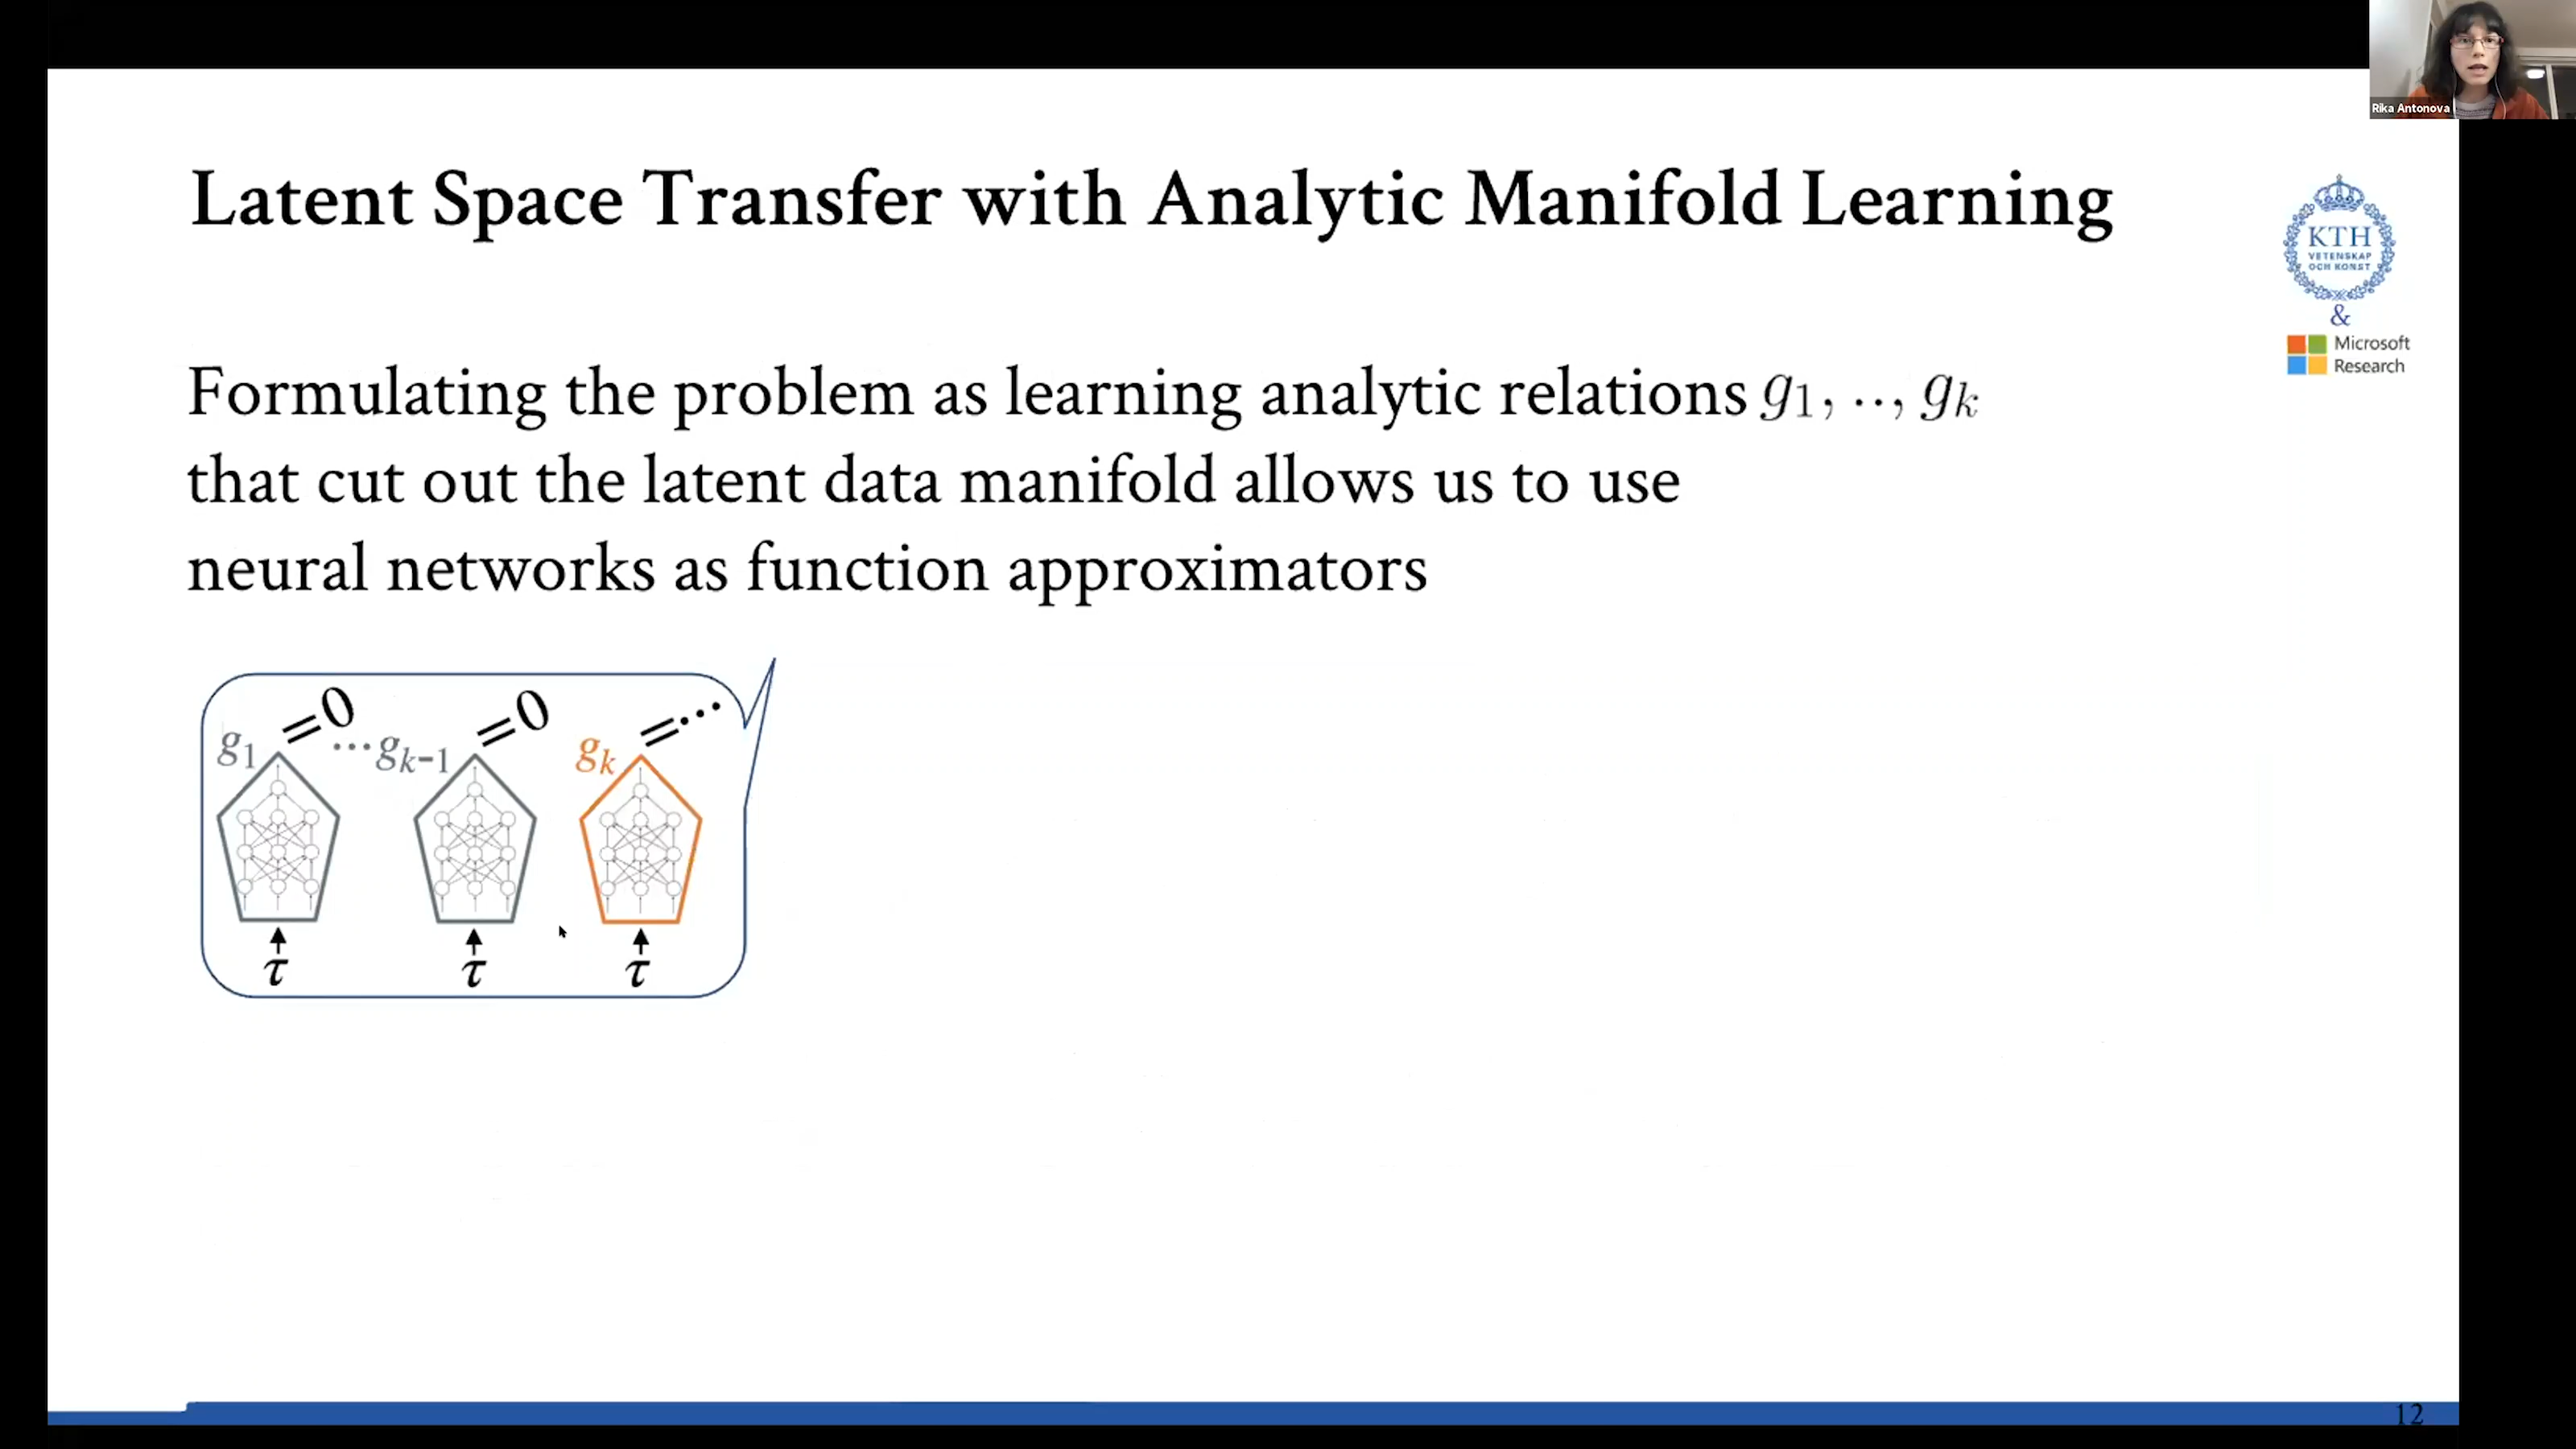 Rika Antonova
Latent Space Transfer with Analytic Manifold Learning
KTH
VETENSKAP
OCH KONST
&
Microsoft
Research
Formulating the problem as learning analytic relations g₁, .., gₖ
that cut out the latent data manifold allows us to use
neural networks as function approximators
g₁ =0 ... gₖ₋₁ =0 gₖ =...
τ τ τ
12